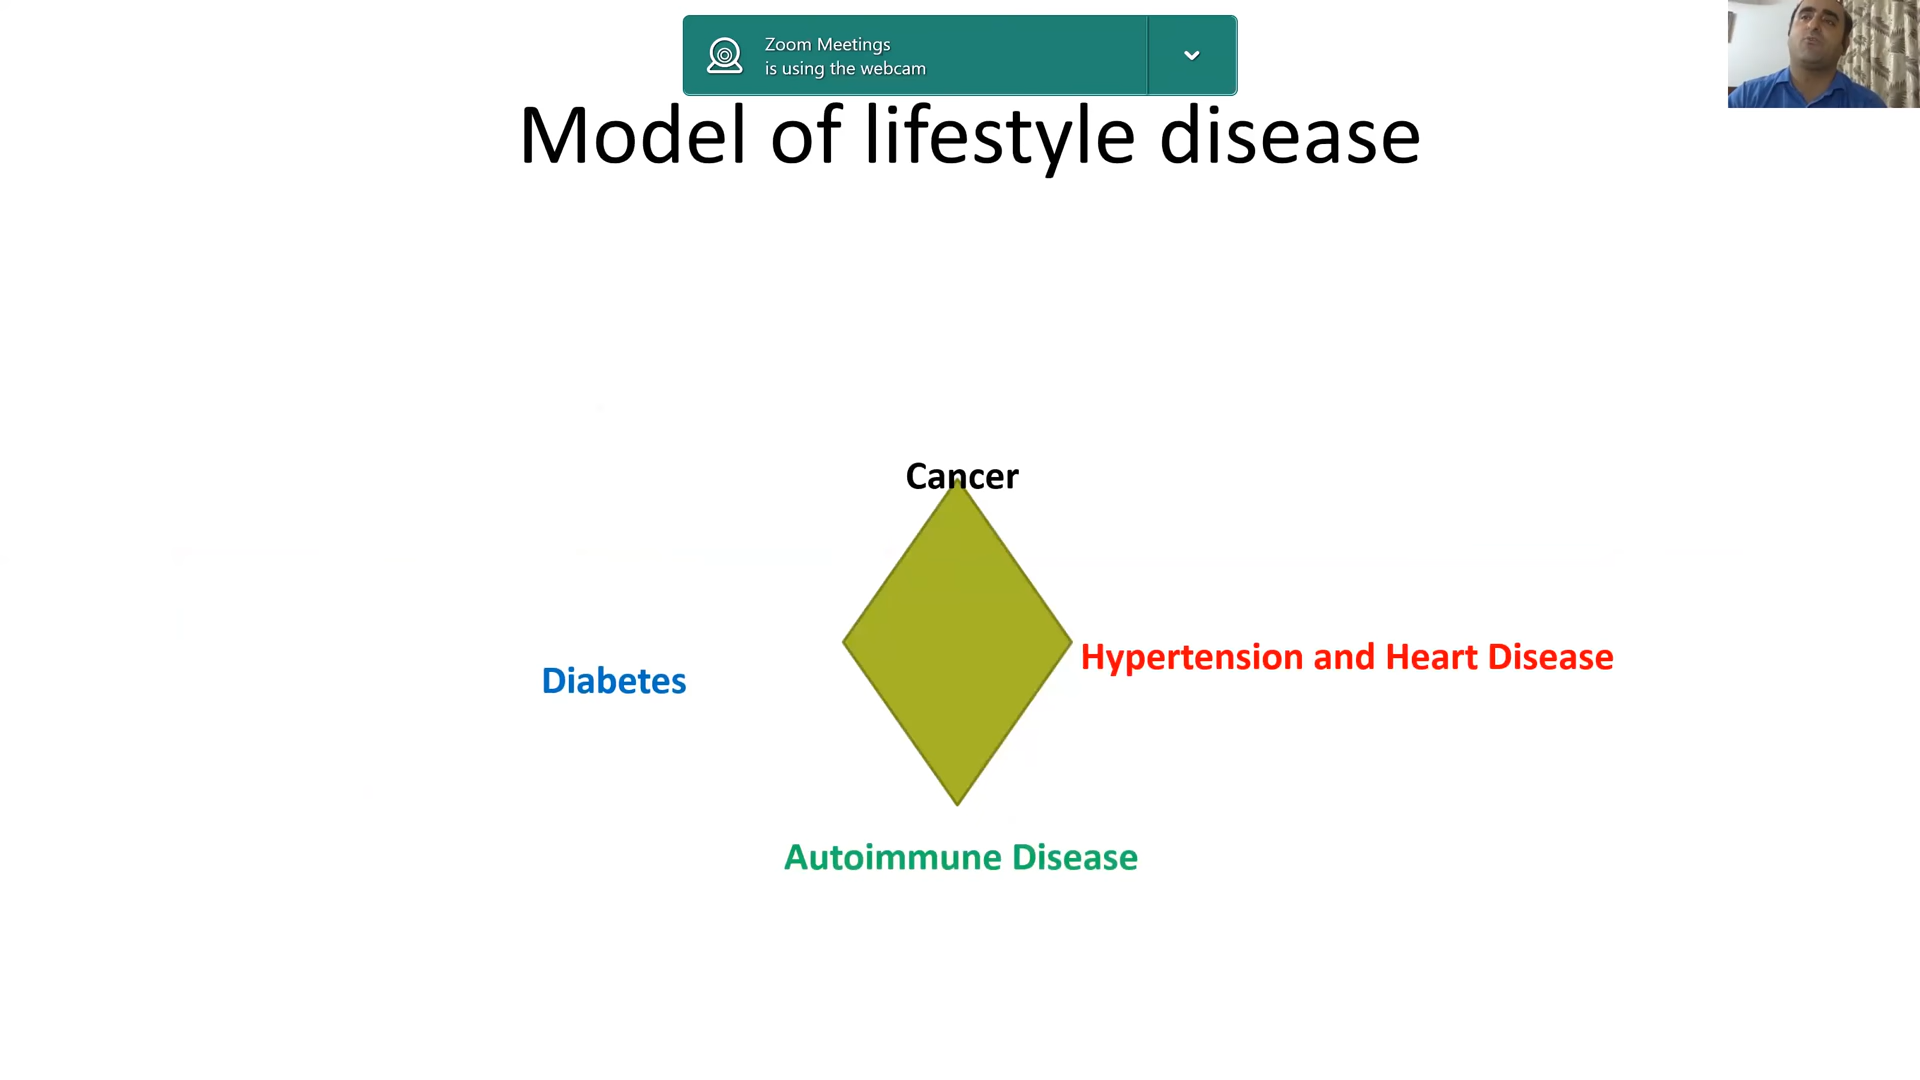 Zoom Meetings
is using the webcam
Model of lifestyle disease
Cancer
Hypertension and Heart Disease
Diabetes
Autoimmune Disease